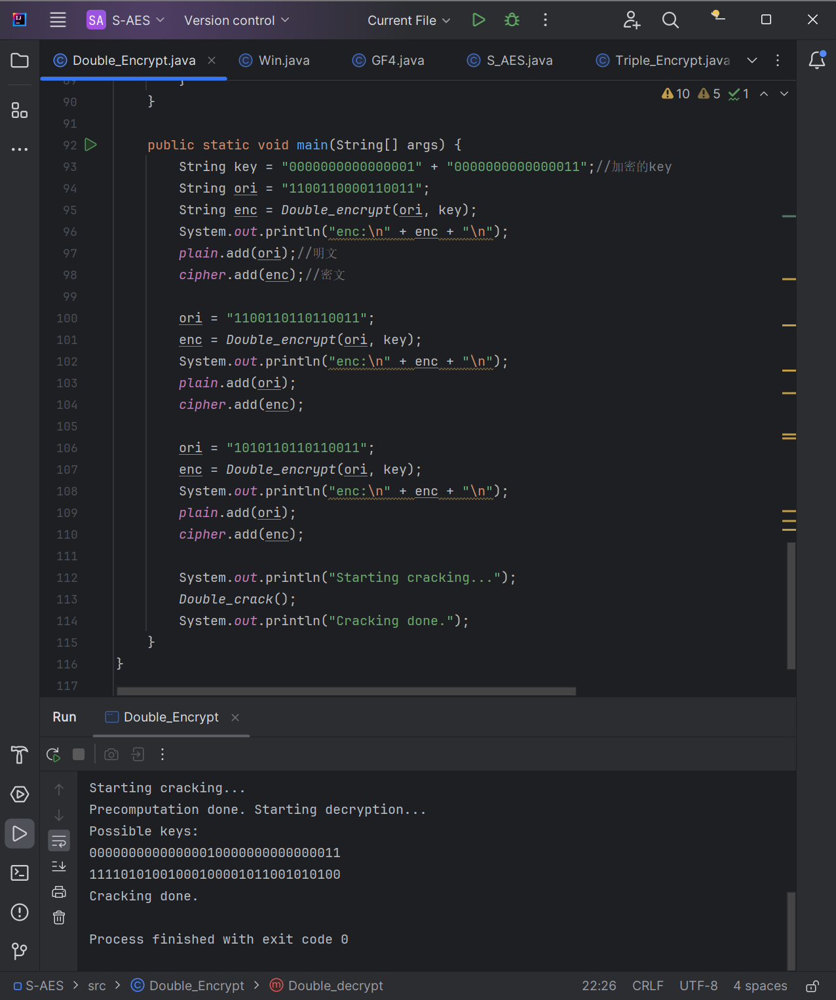 SA S-AES Version control Current File
Double_Encrypt.java Win.java GF4.java S_AES.java Triple_Encrypt.java
10 5 1
89 }
90 }
91
92 public static void main(String[] args) {
93 String key = "0000000000000001" + "0000000000000011";//加密的key
94 String ori = "1100110000110011";
95 String enc = Double_encrypt(ori, key);
96 System.out.println("enc:\n" + enc + "\n");
97 plain.add(ori);//明文
98 cipher.add(enc);//密文
99
100 ori = "1100110110110011";
101 enc = Double_encrypt(ori, key);
102 System.out.println("enc:\n" + enc + "\n");
103 plain.add(ori);
104 cipher.add(enc);
105
106 ori = "1010110110110011";
107 enc = Double_encrypt(ori, key);
108 System.out.println("enc:\n" + enc + "\n");
109 plain.add(ori);
110 cipher.add(enc);
111
112 System.out.println("Starting cracking...");
113 Double_crack();
114 System.out.println("Cracking done.");
115 }
116 }
117
Run Double_Encrypt
Starting cracking...
Precomputation done. Starting decryption...
Possible keys:
00000000000000010000000000000011
11110101001000100001011001010100
Cracking done.
Process finished with exit code 0
S-AES > src > Double_Encrypt > Double_decrypt 22:26 CRLF UTF-8 4 spaces